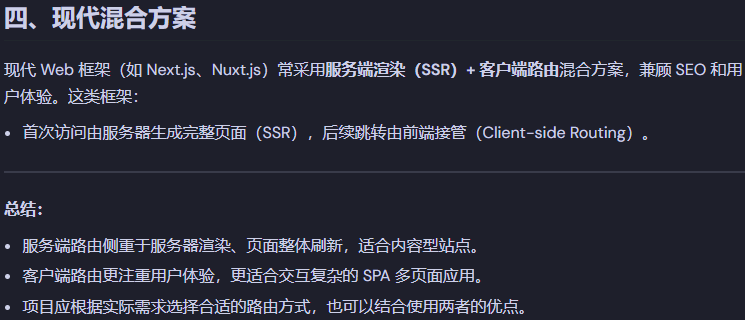 四、现代混合方案
现代 Web 框架（如 Next.js、Nuxt.js）常采用服务端渲染（SSR）+ 客户端路由混合方案，兼顾 SEO 和用
户体验。这类框架：
• 首次访问由服务器生成完整页面（SSR），后续跳转由前端接管（Client-side Routing）。
总结：
• 服务端路由侧重于服务器渲染、页面整体刷新，适合内容型站点。
• 客户端路由更注重用户体验，更适合交互复杂的 SPA 多页面应用。
• 项目应根据实际需求选择合适的路由方式，也可以结合使用两者的优点。